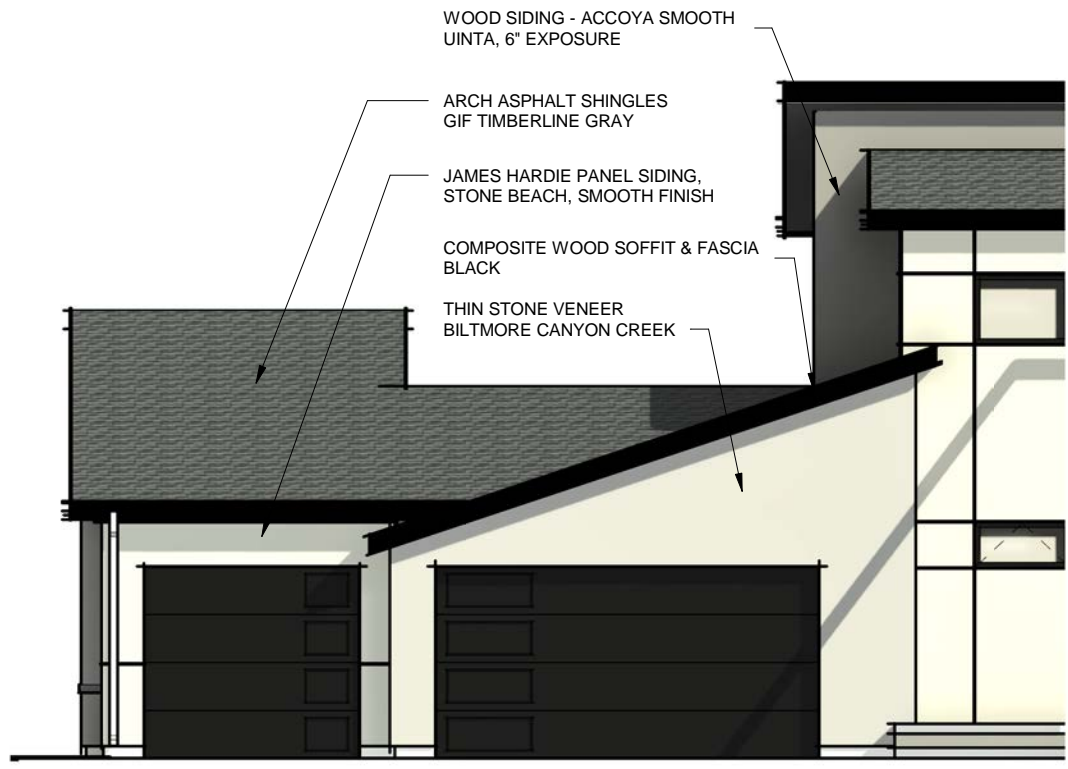 WOOD SIDING - ACCOYA SMOOTH
UINTA, 6" EXPOSURE
ARCH ASPHALT SHINGLES
GIF TIMBERLINE GRAY
JAMES HARDIE PANEL SIDING,
STONE BEACH, SMOOTH FINISH
COMPOSITE WOOD SOFFIT & FASCIA
BLACK
THIN STONE VENEER
BILTMORE CANYON CREEK